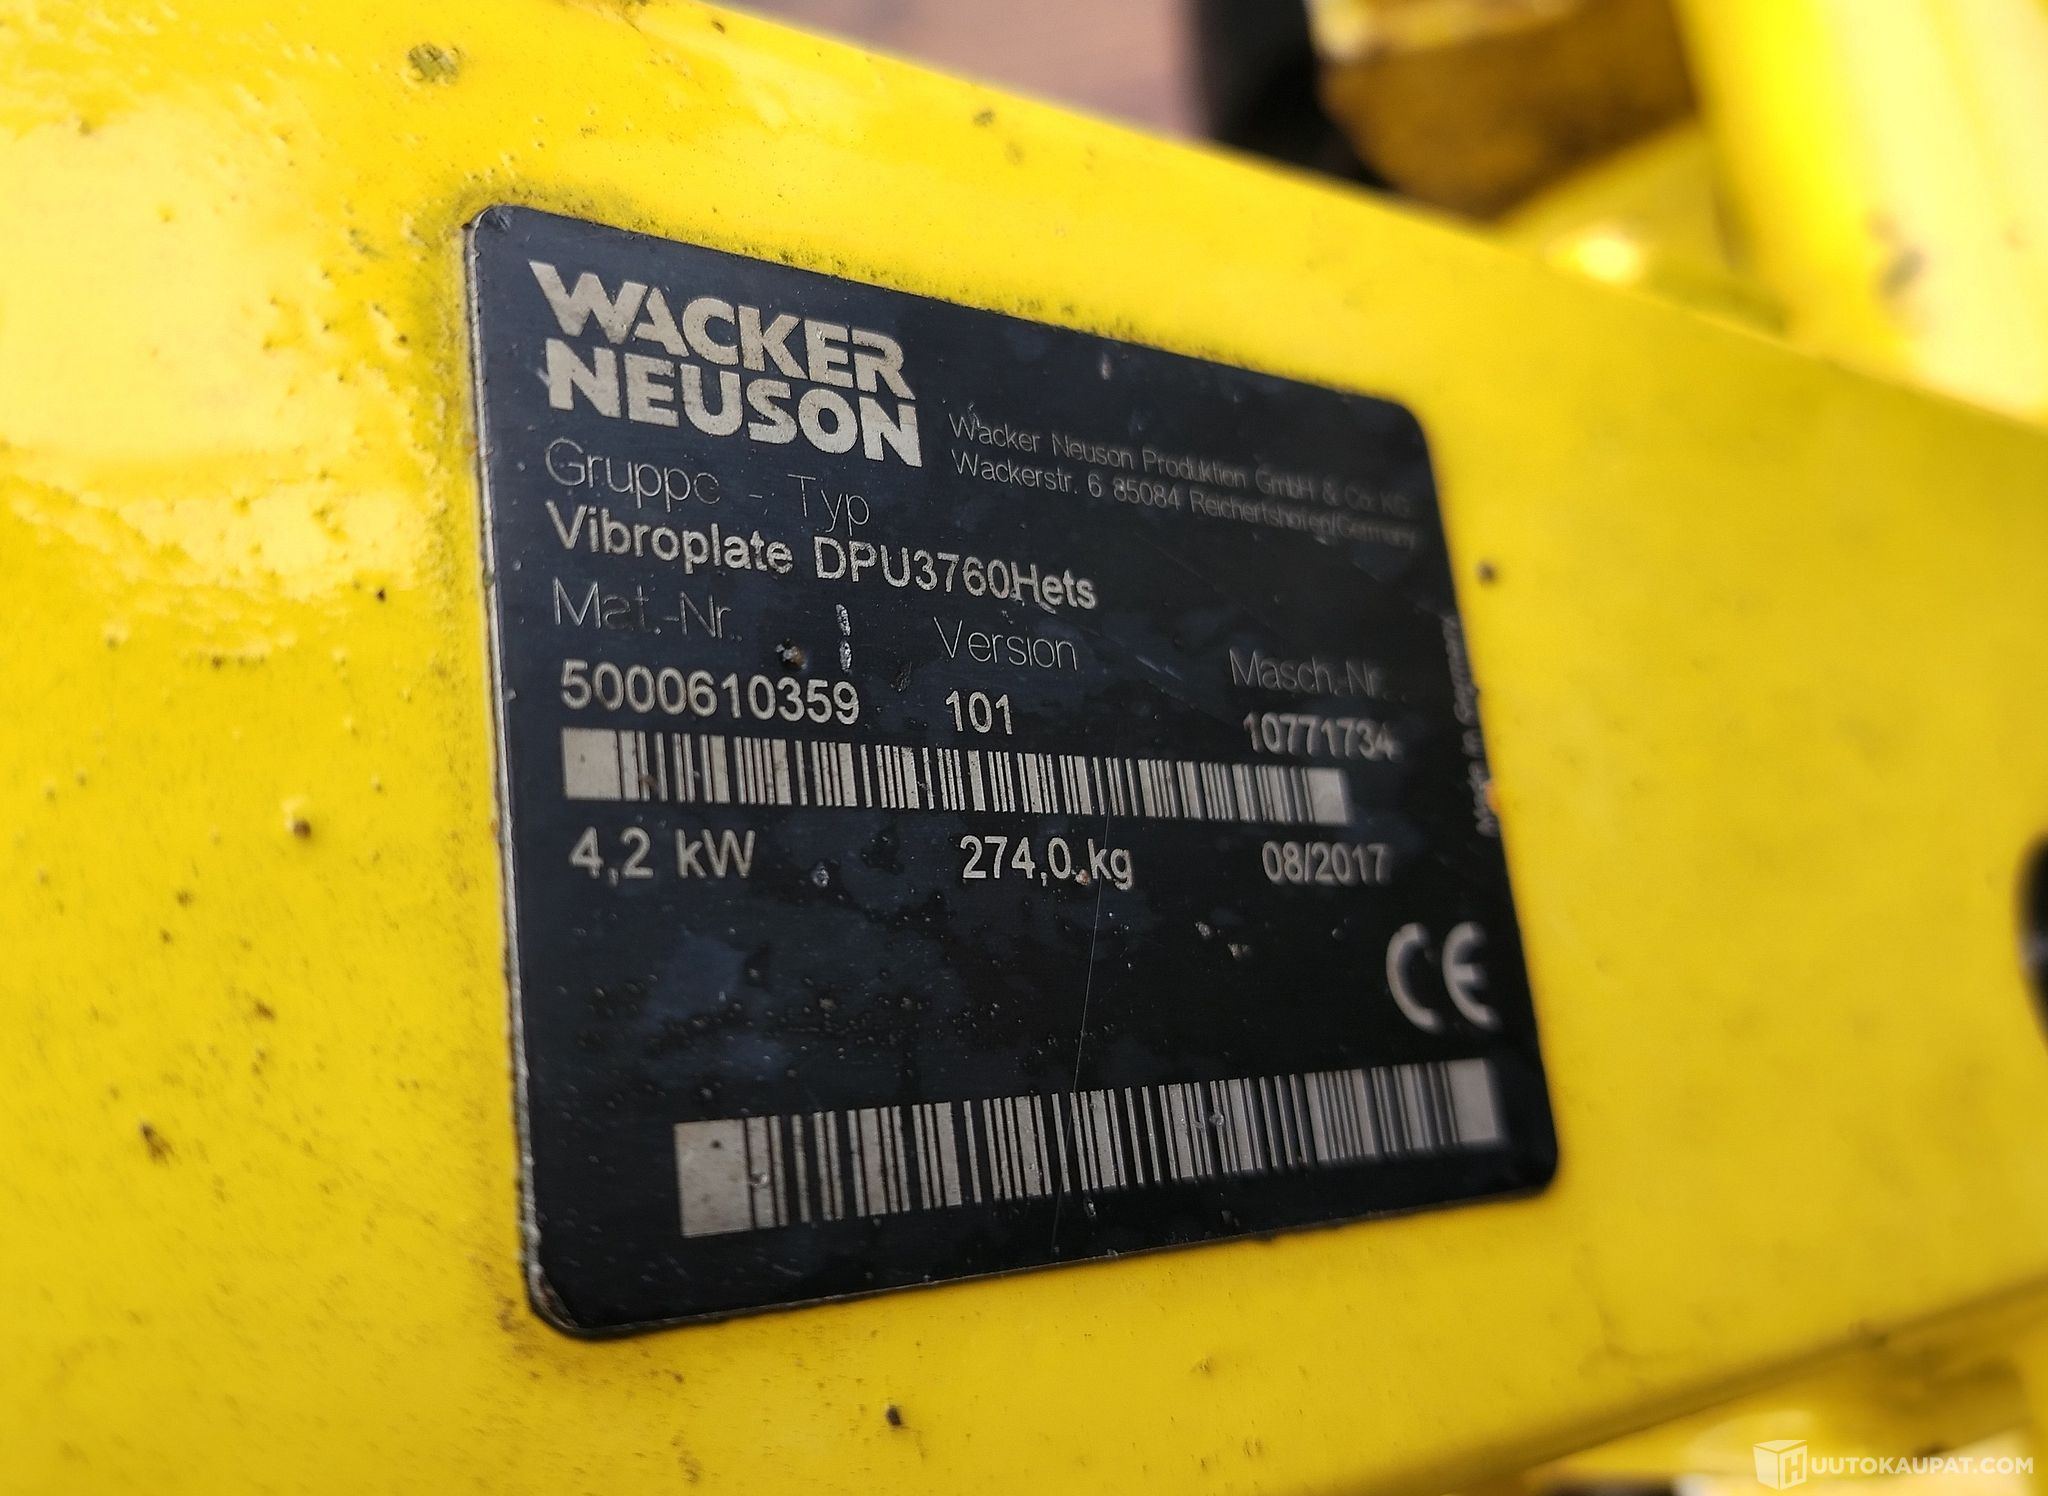 WACKER
NEUSON
Wacker Neuson Produktion GmbH & Co. KG
Wackerstr. 6 85084 Reichertshofen/Germany
Gruppe - Typ
Vibroplate DPU3760Hets
Mat.-Nr. Version Masch.-Nr.
5000610359 101 10771734
4,2 kW 274,0 kg 08/2017
Made in Germany
CE
HUUTOKAUPAT.COM